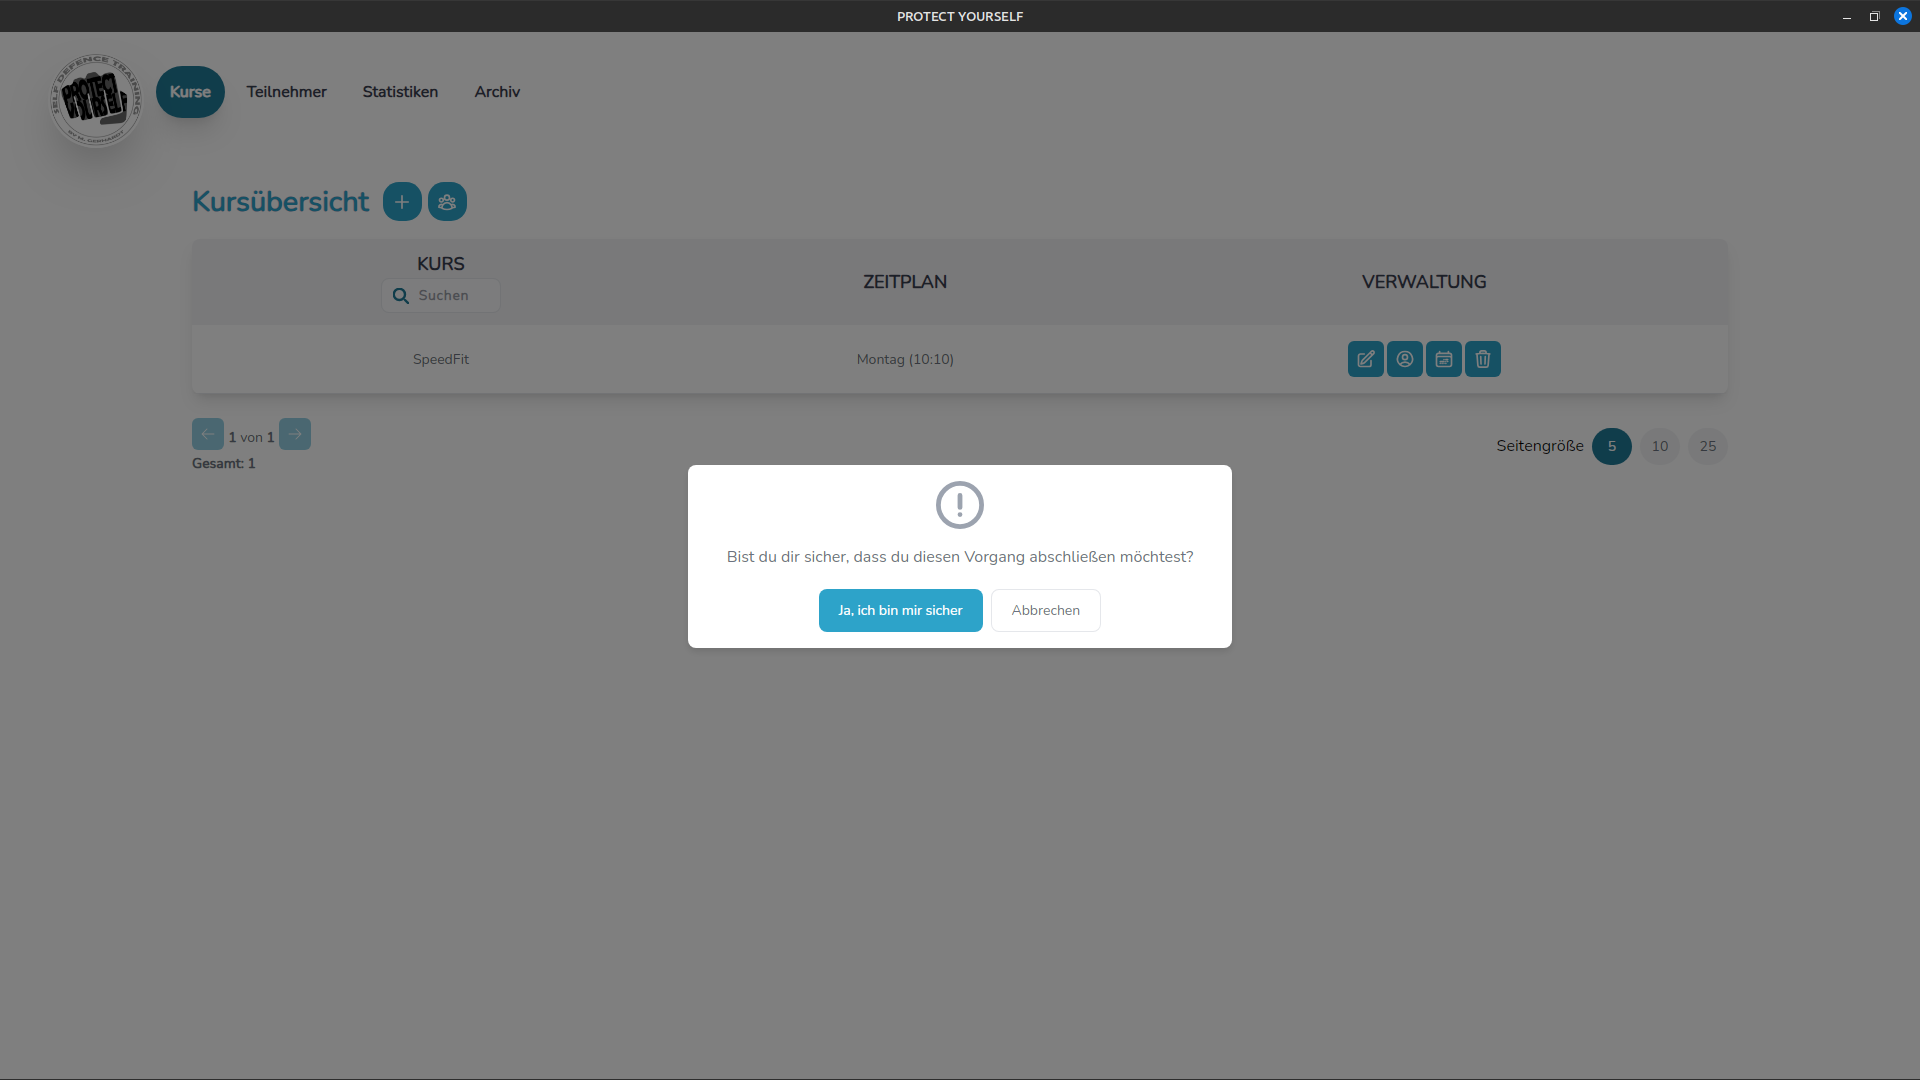 PROTECT YOURSELF
SELF DEFENCE TRAINING
PROTECT
YOURSELF
Kurse
Teilnehmer
Statistiken
Archiv
Kursübersicht
KURS
ZEITPLAN
VERWALTUNG
Suchen
SpeedFit
Montag (10:10)
1 von 1
Gesamt: 1
Seitengröße
5
10
25
Bist du dir sicher, dass du diesen Vorgang abschließen möchtest?
Ja, ich bin mir sicher
Abbrechen